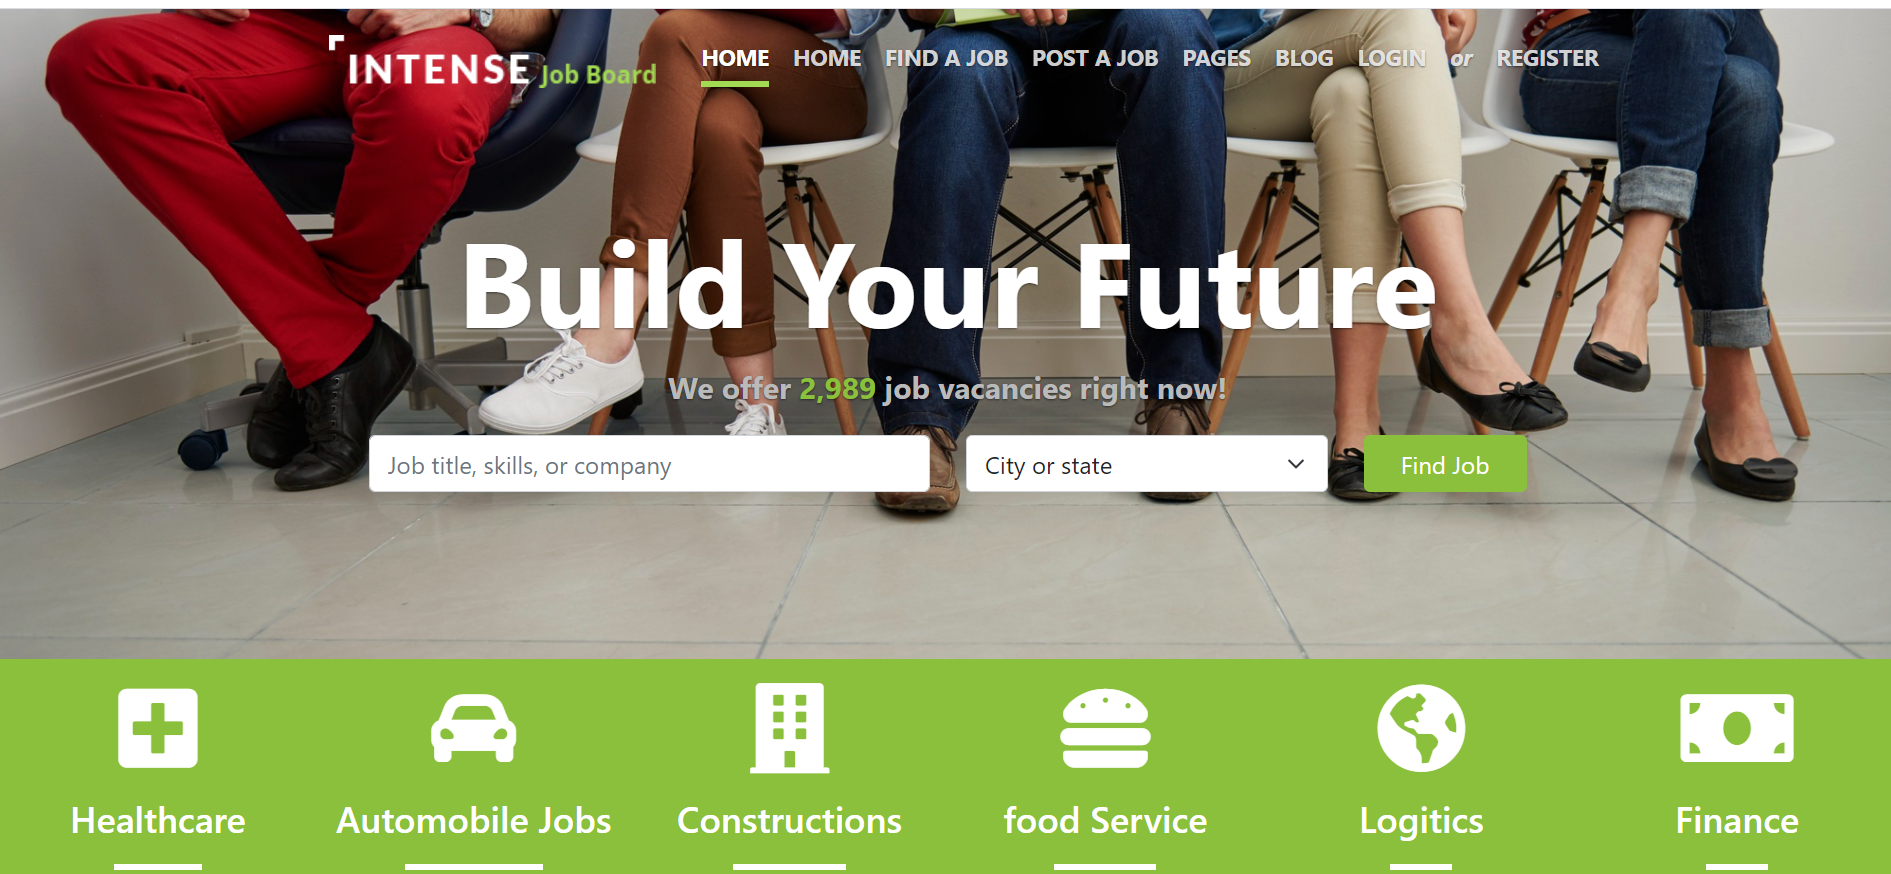 INTENSE Job Board
HOME HOME FIND A JOB POST A JOB PAGES BLOG LOGIN or REGISTER
Build Your Future
We offer 2,989 job vacancies right now!
Job title, skills, or company City or state Find Job
Healthcare Automobile Jobs Constructions food Service Logitics Finance